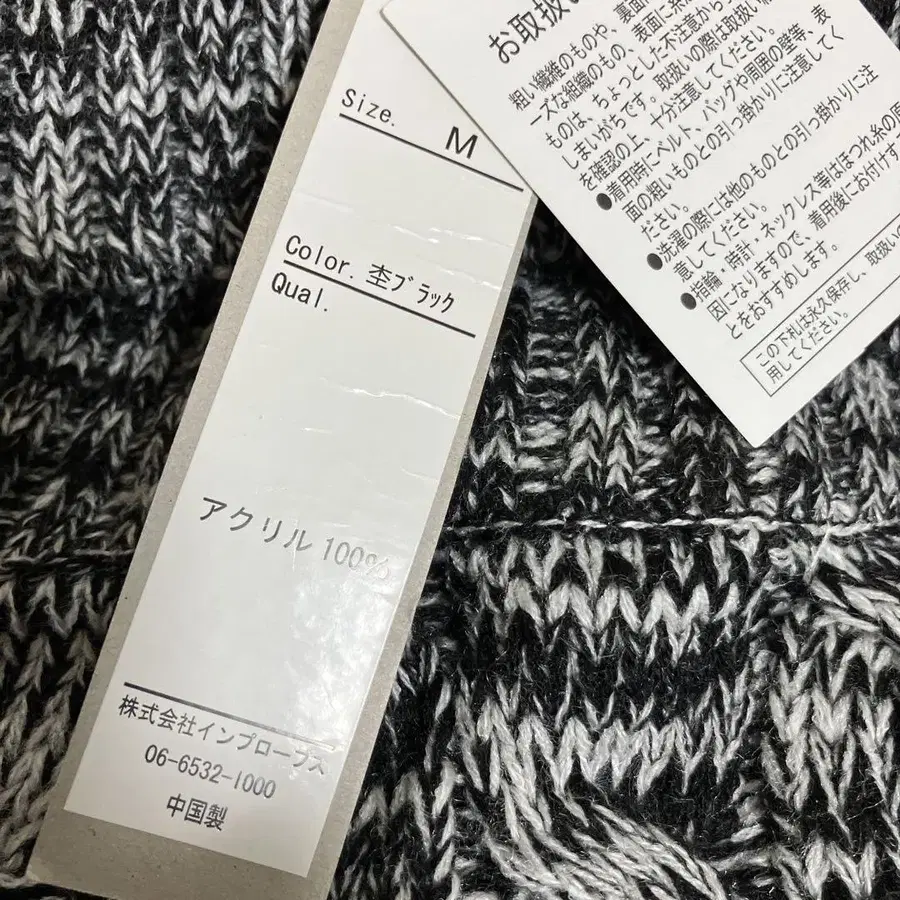 Size.
M
Color. 杢ブラック
Qual.
アクリル 100%
株式会社インプローブス
06-6532-1000
中国製
お取扱い
粗い繊維のものや、裏面
ーズな組織のもの、表面に糸
ものは、ちょっとした不注意から
しまいがちです。取扱いの際は取扱い
を確認の上、十分注意してください。
●着用時にベルト、バッグや周囲の壁等、表
面の粗いものとの引っ掛かりに注意してく
ださい。
●洗濯の際には他のものとの引っ掛かりに注
意してください。
●指輪・時計・ネックレス等はほつれ糸の原
因になりますので、着用後にお付けす
とをおすすめします。
この下札は永久保存し、取扱い
用してください。